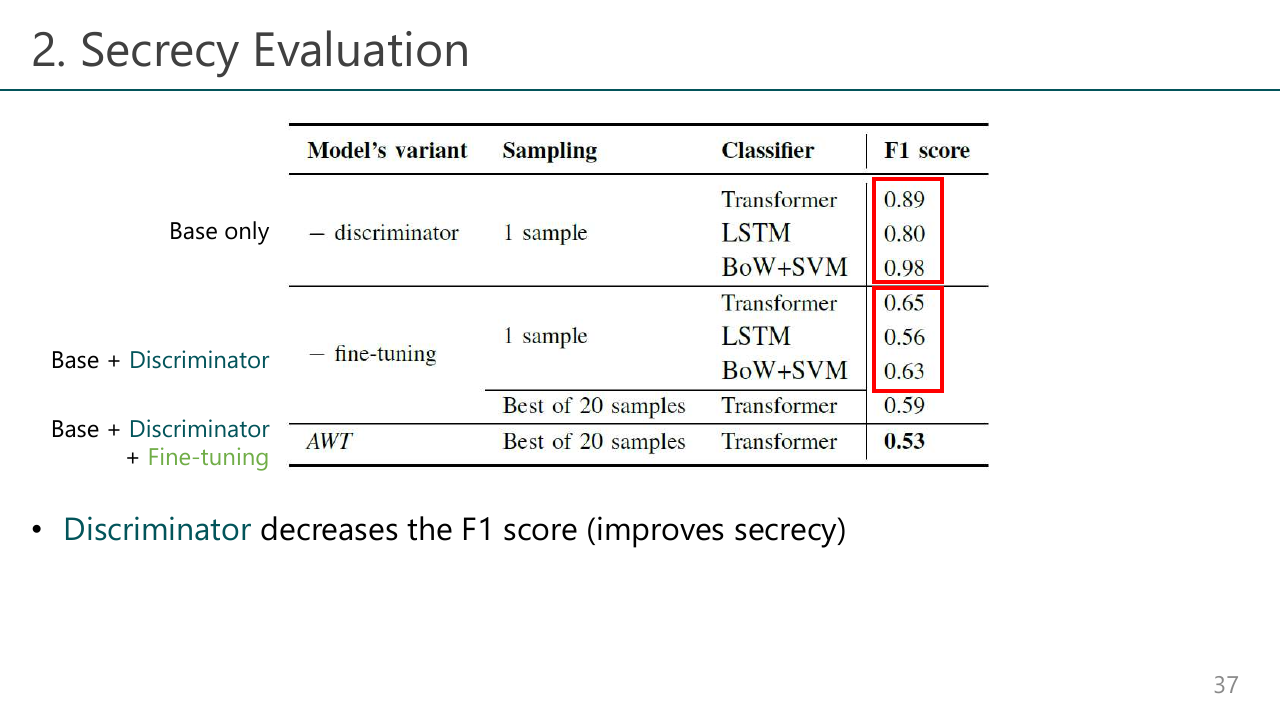 2. Secrecy Evaluation
Model's variant Sampling Classifier F1 score
Transformer 0.89
Base only − discriminator 1 sample LSTM 0.80
BoW+SVM 0.98
Transformer 0.65
1 sample LSTM 0.56
− fine-tuning
Base + Discriminator
BoW+SVM 0.63
Best of 20 samples Transformer 0.59
Base + Discriminator
+ Fine-tuning
AWT Best of 20 samples Transformer 0.53
• Discriminator decreases the F1 score (improves secrecy)
37